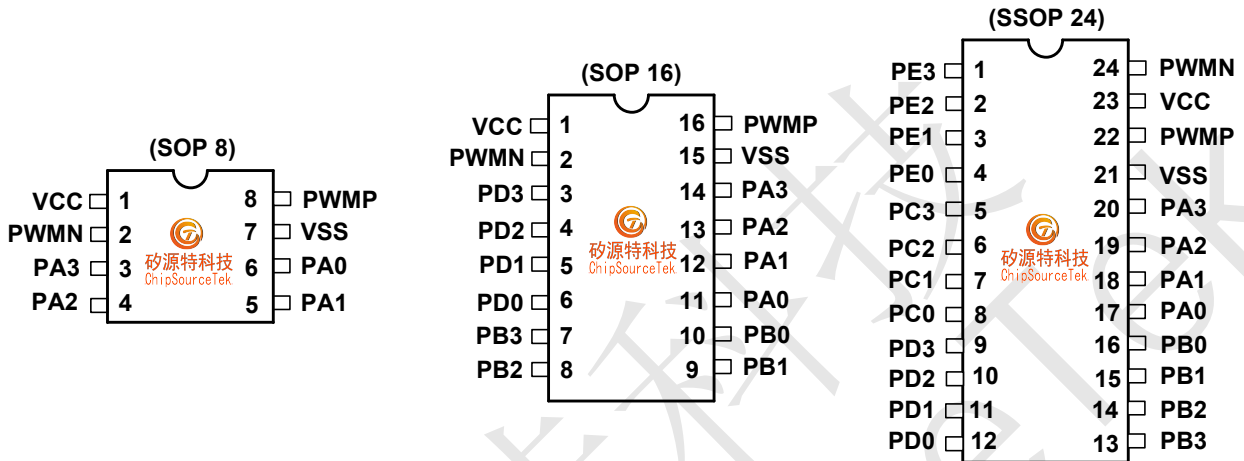 (SOP 8)
VCC 1 8 PWMP
PWMN 2 7 VSS
PA3 3 6 PA0
PA2 4 5 PA1
矽源特科技
ChipSourceTek
(SOP 16)
VCC 1 16 PWMP
PWMN 2 15 VSS
PD3 3 14 PA3
PD2 4 13 PA2
PD1 5 12 PA1
PD0 6 11 PA0
PB3 7 10 PB0
PB2 8 9 PB1
矽源特科技
ChipSourceTek
(SSOP 24)
PE3 1 24 PWMN
PE2 2 23 VCC
PE1 3 22 PWMP
PE0 4 21 VSS
PC3 5 20 PA3
PC2 6 19 PA2
PC1 7 18 PA1
PC0 8 17 PA0
PD3 9 16 PB0
PD2 10 15 PB1
PD1 11 14 PB2
PD0 12 13 PB3
矽源特科技
ChipSourceTek